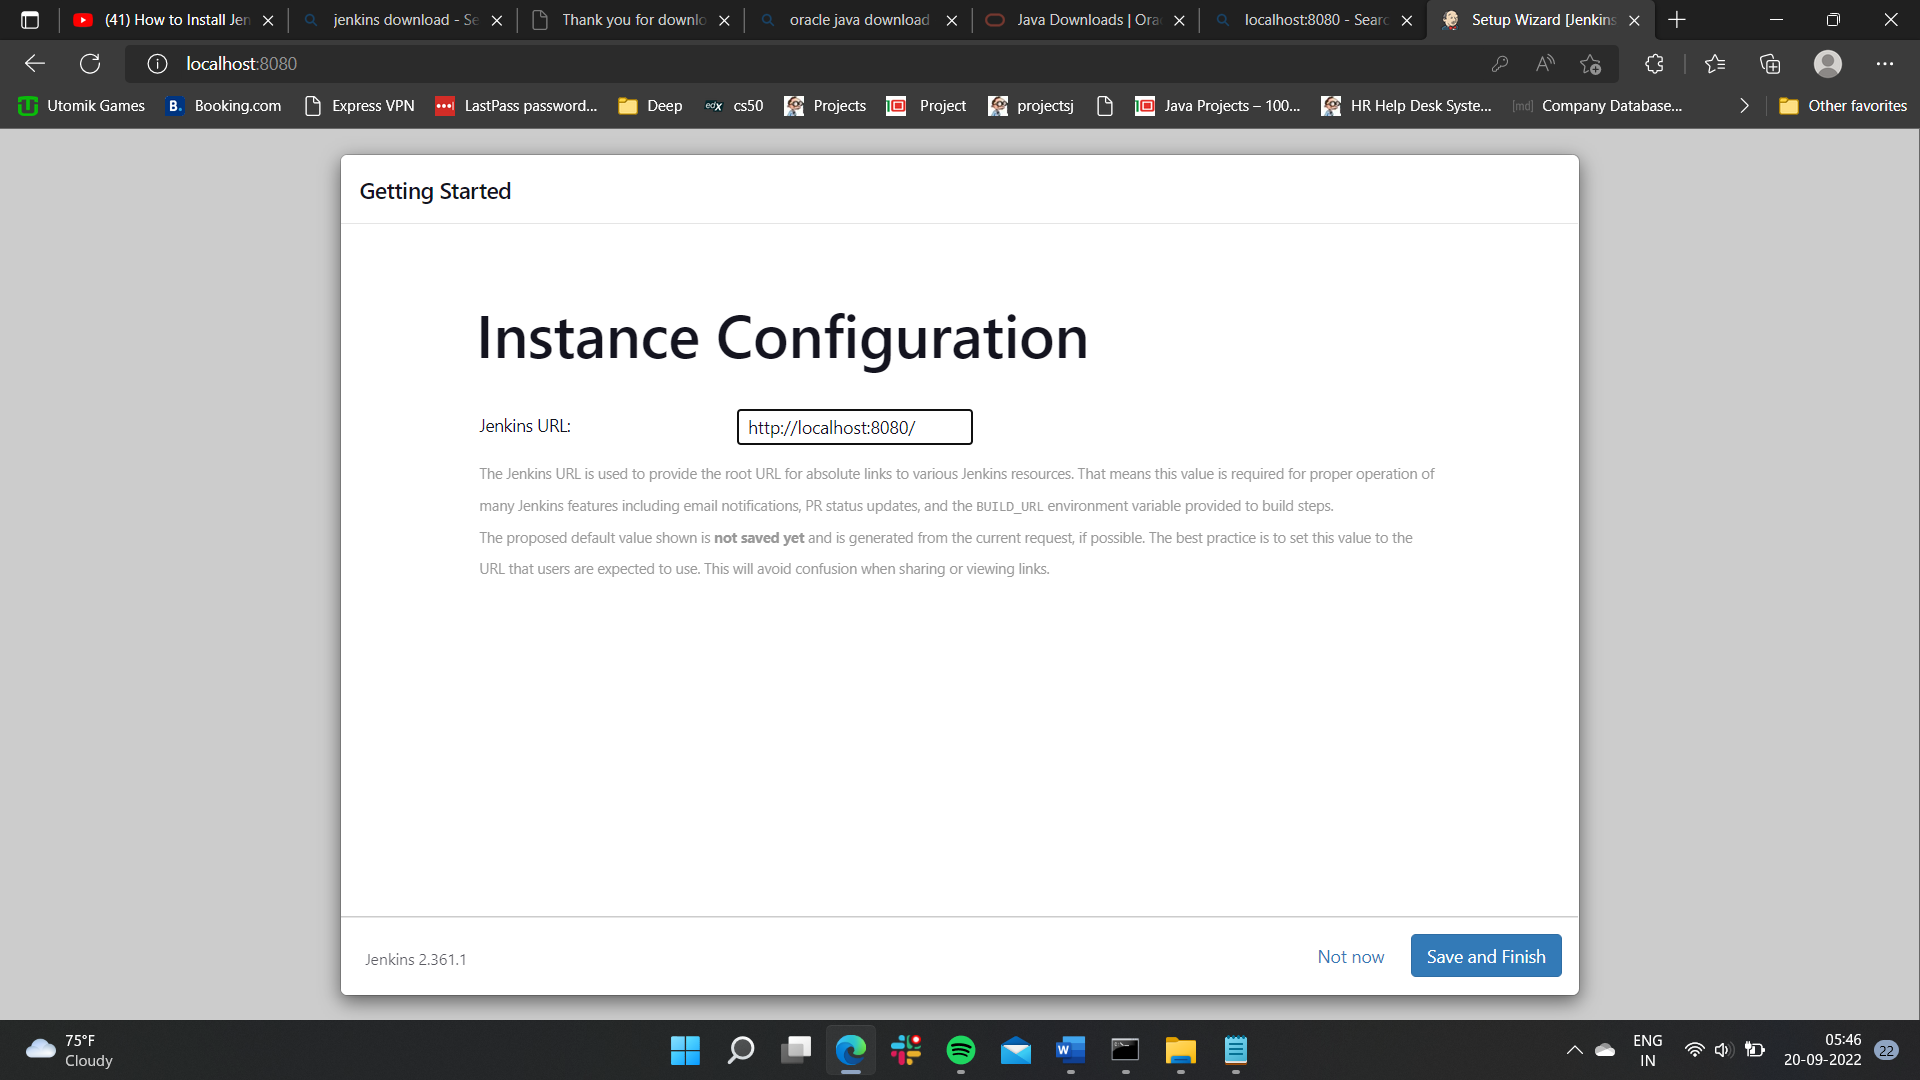 (41) How to Install Jen
jenkins download - Se
Thank you for downlo
oracle java download
Java Downloads | Orac
localhost:8080 - Searc
Setup Wizard [Jenkins
localhost:8080
Utomik Games
B. Booking.com
Express VPN
LastPass password...
Deep
edX cs50
Projects
Project
projectsj
Java Projects – 100...
HR Help Desk Syste...
[md] Company Database...
Other favorites
Getting Started
Instance Configuration
Jenkins URL: http://localhost:8080/
The Jenkins URL is used to provide the root URL for absolute links to various Jenkins resources. That means this value is required for proper operation of
many Jenkins features including email notifications, PR status updates, and the BUILD_URL environment variable provided to build steps.
The proposed default value shown is not saved yet and is generated from the current request, if possible. The best practice is to set this value to the
URL that users are expected to use. This will avoid confusion when sharing or viewing links.
Jenkins 2.361.1
Not now
Save and Finish
75°F
Cloudy
ENG
IN
05:46
20-09-2022
22